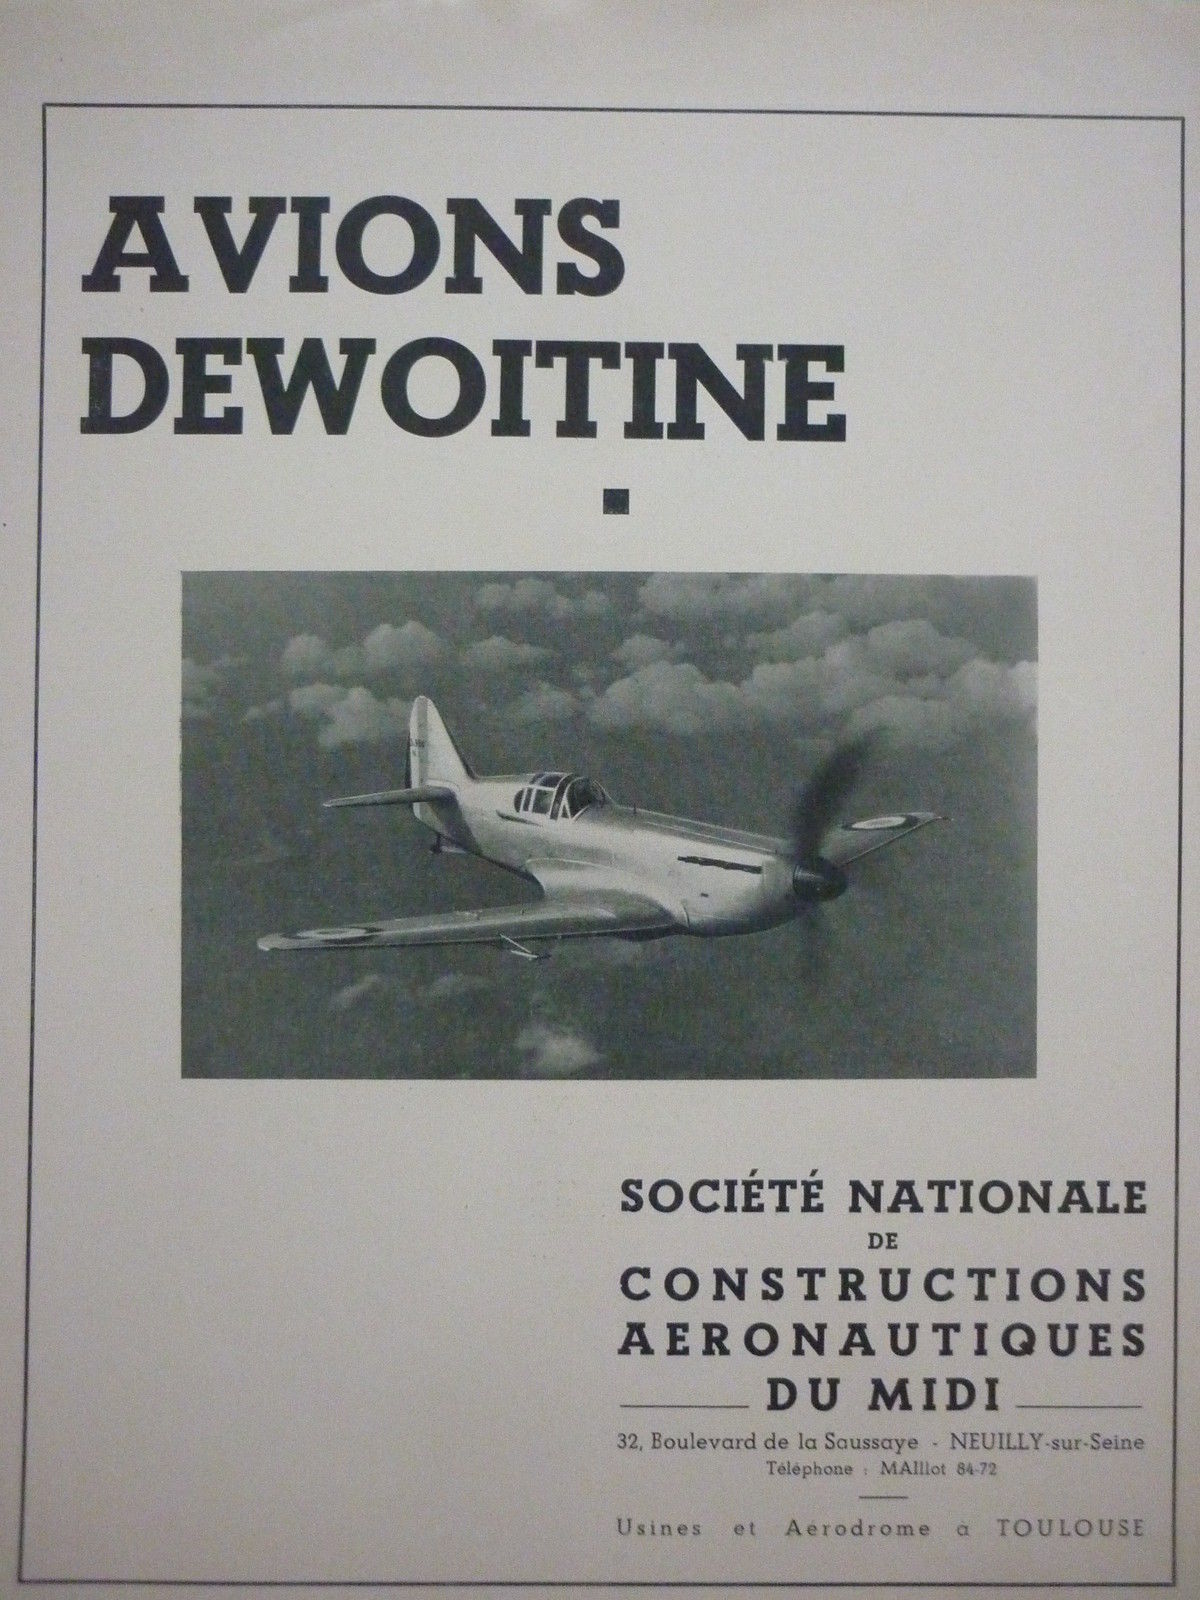 AVIONS
DEWOITINE
SOCIÉTÉ NATIONALE
DE
CONSTRUCTIONS
AERONAUTIQUES
DU MIDI
32, Boulevard de la Saussaye - NEUILLY-sur-Seine
Téléphone : MAIllot 84-72
Usines et Aérodrome à TOULOUSE